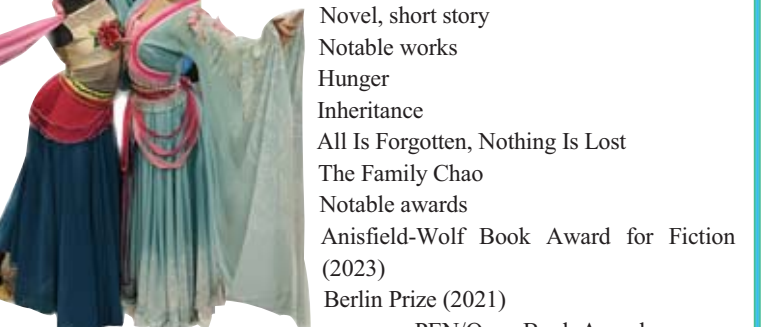 Novel, short story
Notable works
Hunger
Inheritance
All Is Forgotten, Nothing Is Lost
The Family Chao
Notable awards
Anisfield-Wolf Book Award for Fiction
(2023)
Berlin Prize (2021)